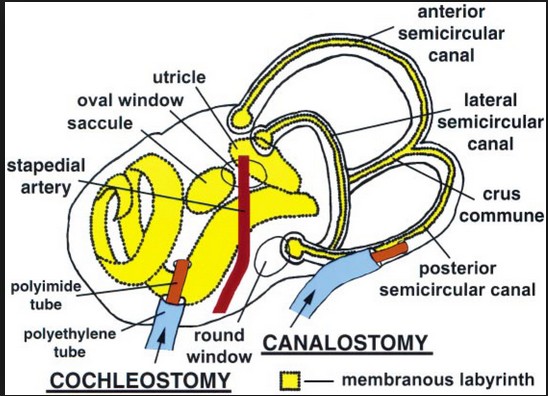 anterior
semicircular
canal
utricle
oval window
saccule
lateral
semicircular
canal
stapedial
artery
crus
commune
polyimide
tube
posterior
semicircular canal
polyethylene
tube
round
window
CANALOSTOMY
COCHLEOSTOMY
membranous labyrinth